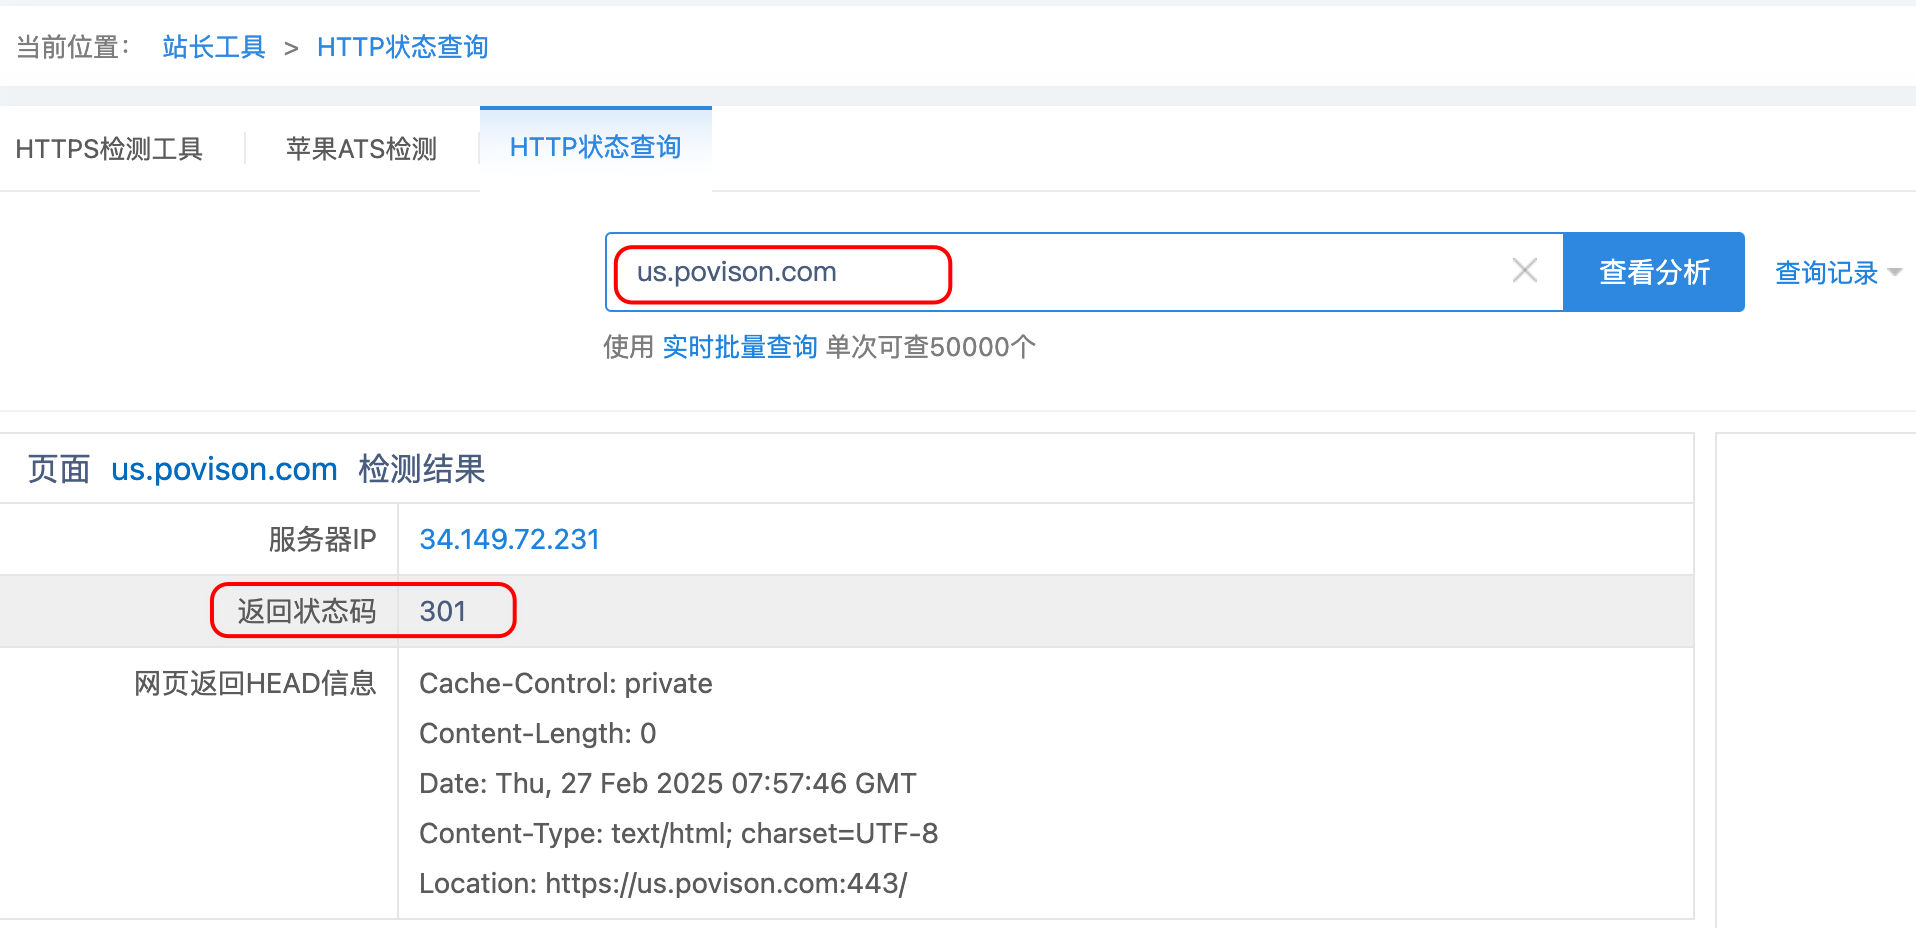 当前位置： 站长工具 > HTTP状态查询
HTTPS检测工具 苹果ATS检测 HTTP状态查询
us.povison.com 查看分析 查询记录
使用 实时批量查询 单次可查50000个
页面 us.povison.com 检测结果
服务器IP 34.149.72.231
返回状态码 301
网页返回HEAD信息 Cache-Control: private
Content-Length: 0
Date: Thu, 27 Feb 2025 07:57:46 GMT
Content-Type: text/html; charset=UTF-8
Location: https://us.povison.com:443/